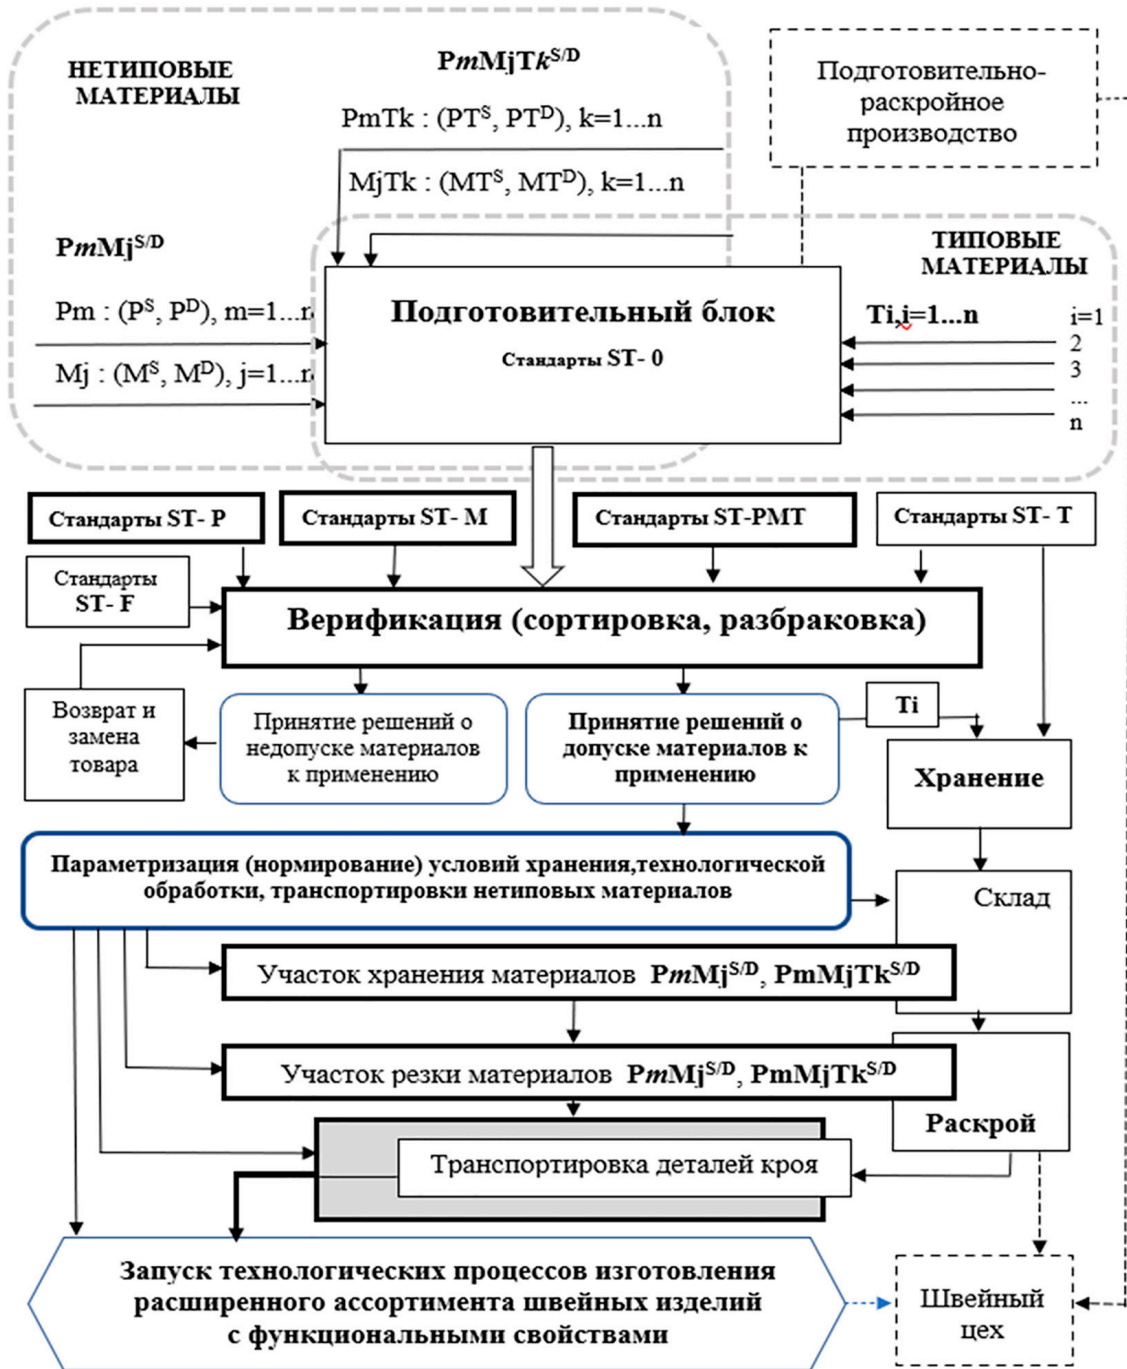 НЕТИПОВЫЕ
МАТЕРИАЛЫ
PmMjTk^S/D
PmTk : (PT^S, PT^D), k=1...n
MjTk : (MT^S, MT^D), k=1...n
Подготовительно-
раскройное
производство
PmMj^S/D
Pm : (P^S, P^D), m=1...n
Mj : (M^S, M^D), j=1...n
ТИПОВЫЕ
МАТЕРИАЛЫ
Ti,i=1...n
i=1
2
3
...
n
Подготовительный блок
Стандарты ST- 0
Стандарты ST- P
Стандарты ST- M
Стандарты ST-PMT
Стандарты ST- T
Стандарты
ST- F
Верификация (сортировка, разбраковка)
Возврат и
замена
товара
Принятие решений о
недопуске материалов
к применению
Принятие решений о
допуске материалов к
применению
Ti
Хранение
Параметризация (нормирование) условий хранения,технологической
обработки, транспортировки нетиповых материалов
Склад
Участок хранения материалов PmMj^S/D, PmMjTk^S/D
Участок резки материалов PmMj^S/D, PmMjTk^S/D
Раскрой
Транспортировка деталей кроя
Запуск технологических процессов изготовления
расширенного ассортимента швейных изделий
с функциональными свойствами
Швейный
цех